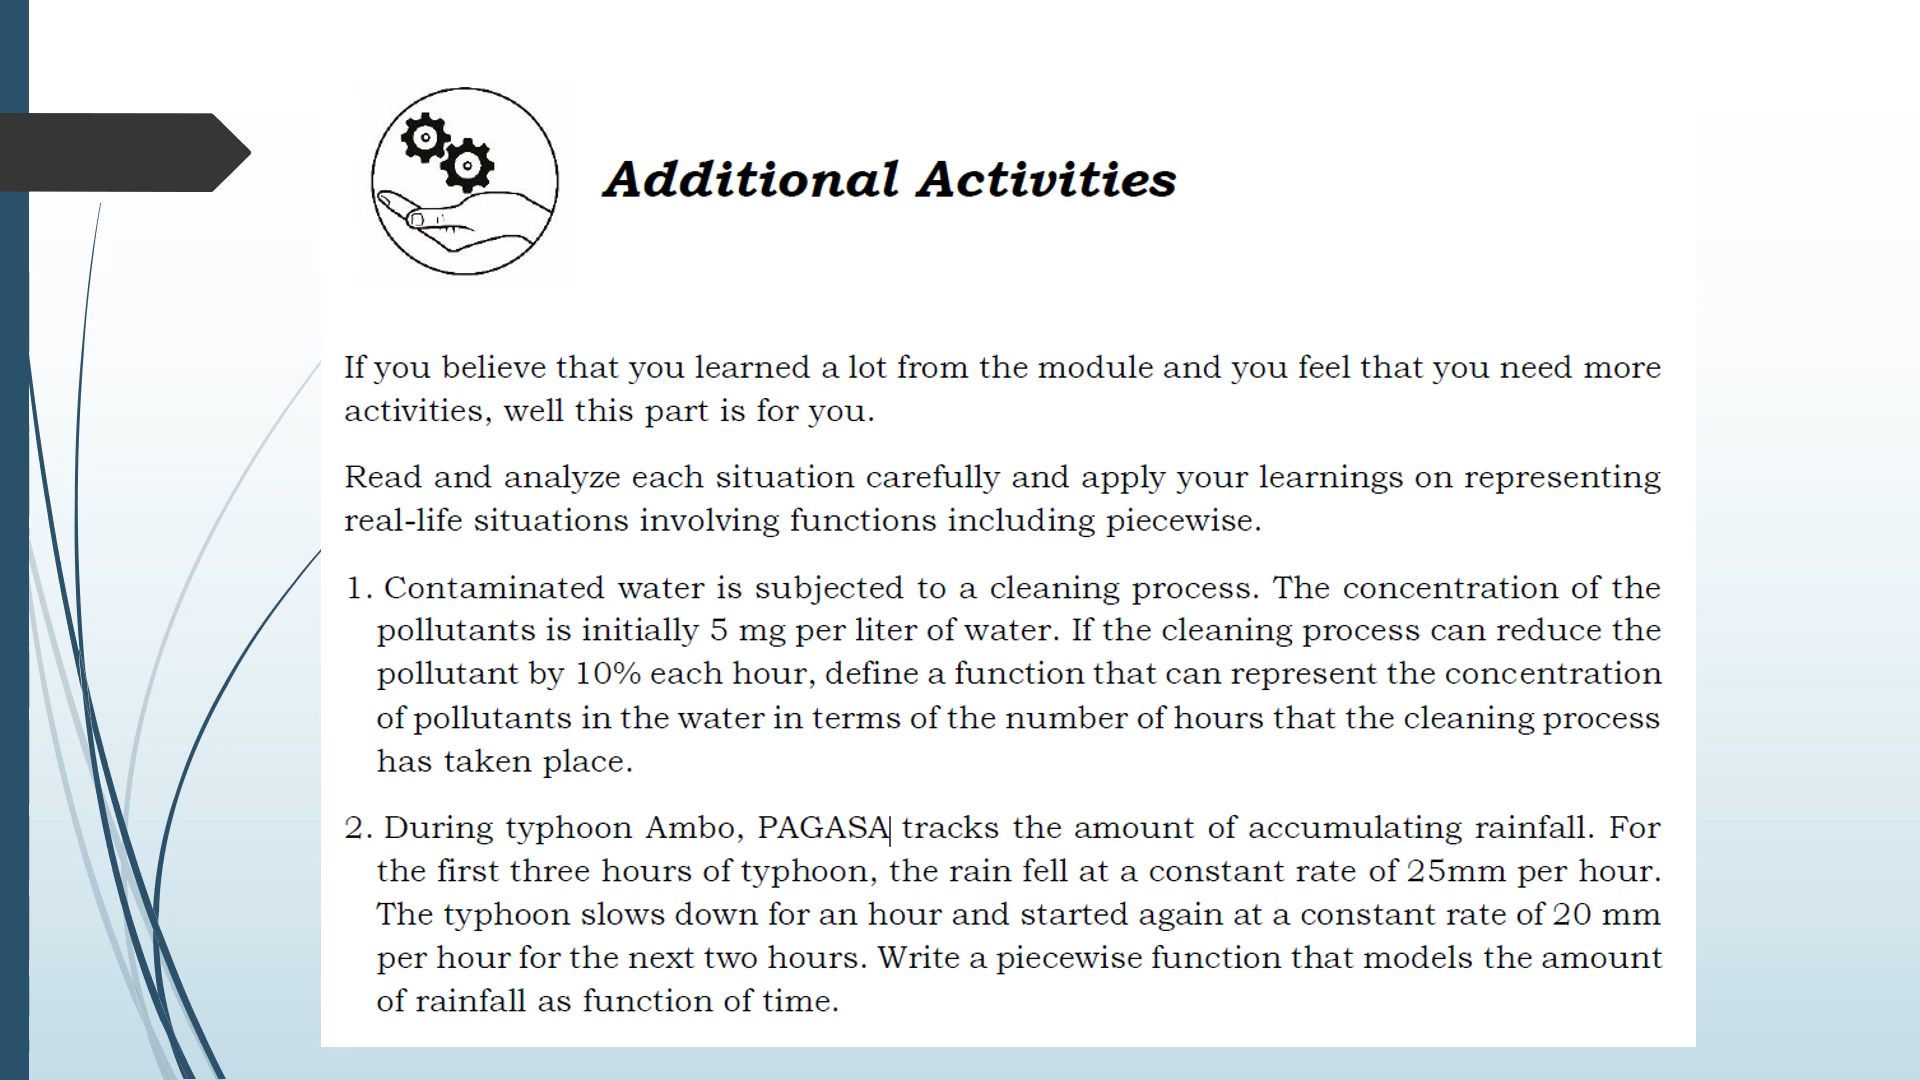 Additional Activities
If you believe that you learned a lot from the module and you feel that you need more
activities, well this part is for you.
Read and analyze each situation carefully and apply your learnings on representing
real-life situations involving functions including piecewise.
1. Contaminated water is subjected to a cleaning process. The concentration of the
pollutants is initially 5 mg per liter of water. If the cleaning process can reduce the
pollutant by 10% each hour, define a function that can represent the concentration
of pollutants in the water in terms of the number of hours that the cleaning process
has taken place.
2. During typhoon Ambo, PAGASA tracks the amount of accumulating rainfall. For
the first three hours of typhoon, the rain fell at a constant rate of 25mm per hour.
The typhoon slows down for an hour and started again at a constant rate of 20 mm
per hour for the next two hours. Write a piecewise function that models the amount
of rainfall as function of time.